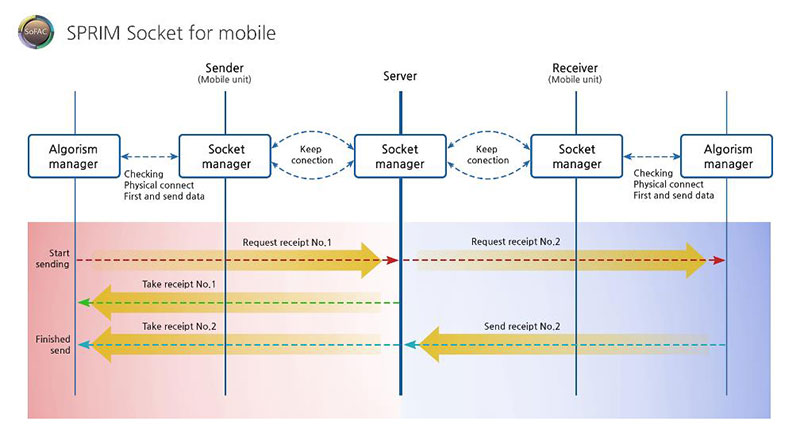 SoFAC
SPRIM Socket for mobile
Sender
(Mobile unit)
Server
Receiver
(Mobile unit)
Algorism
manager
Socket
manager
Keep
conection
Socket
manager
Keep
conection
Socket
manager
Algorism
manager
Checking
Physical connect
First and send data
Checking
Physical connect
First and send data
Start
sending
Request receipt No.1
Request receipt No.2
Take receipt No.1
Finished
send
Take receipt No.2
Send receipt No.2